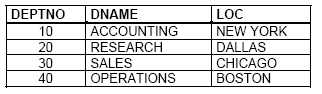 DEPTNO DNAME LOC
10 ACCOUNTING NEW YORK
20 RESEARCH DALLAS
30 SALES CHICAGO
40 OPERATIONS BOSTON